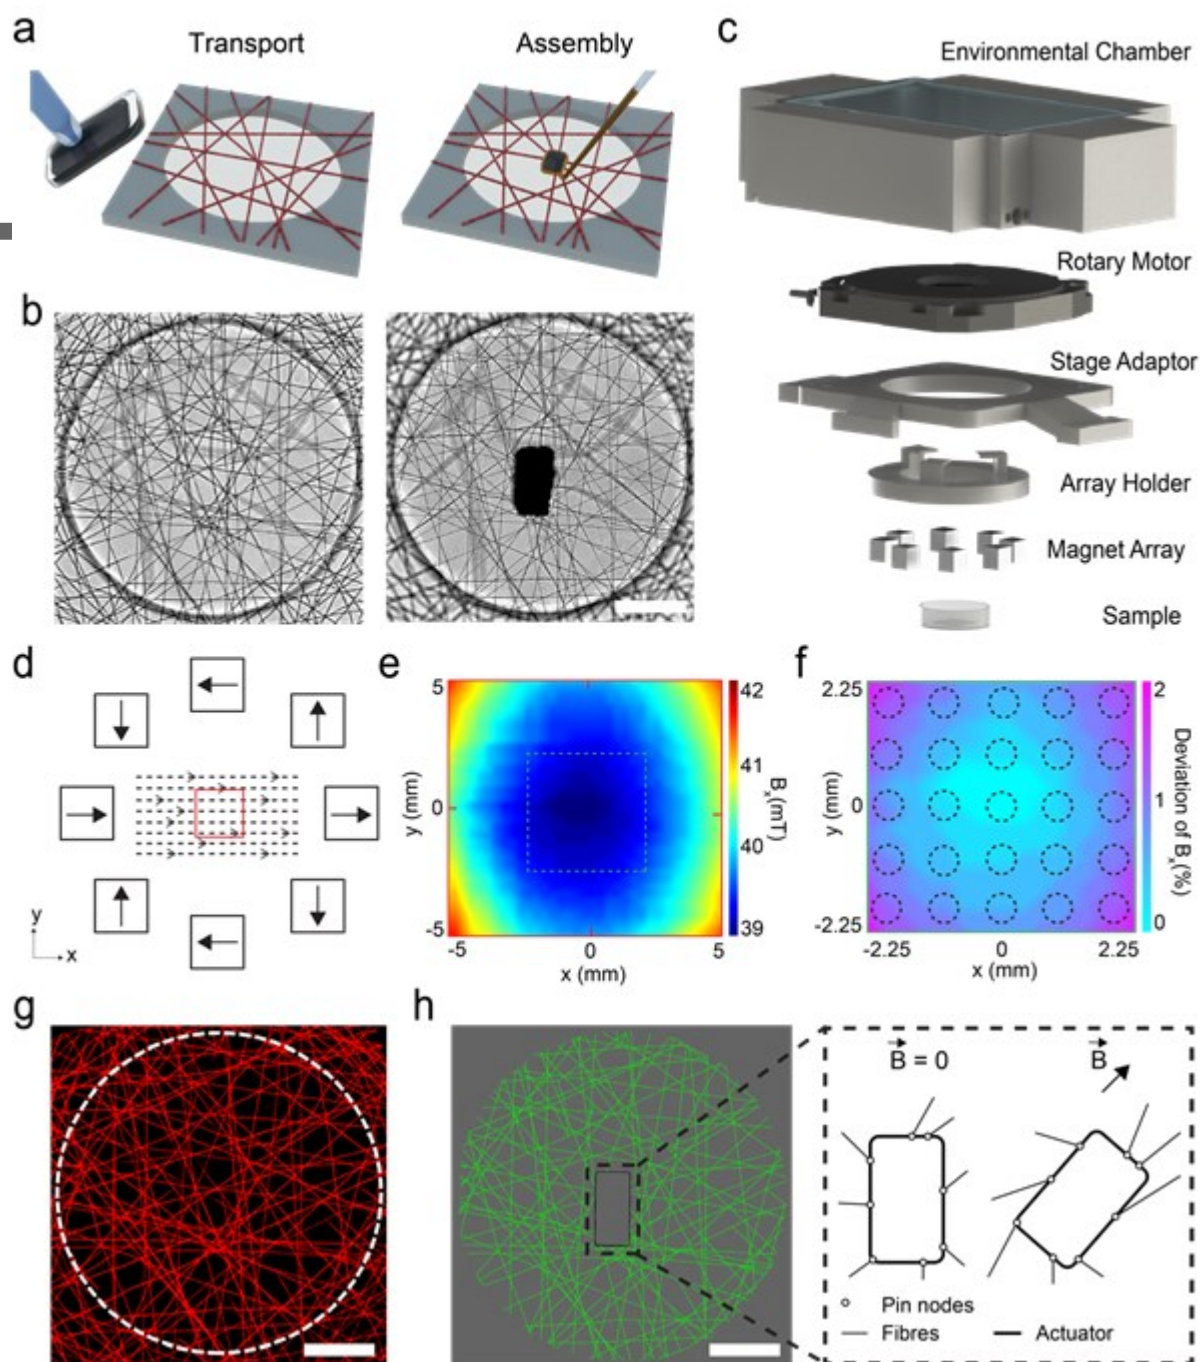 a
Transport
Assembly
c
Environmental Chamber
Rotary Motor
Stage Adaptor
Array Holder
Magnet Array
Sample
b
d
y
x
e
5
y (mm)
0
-5
-5
0
5
x (mm)
42
41
40
39
Bx(mT)
f
2.25
y (mm)
0
-2.25
-2.25
0
2.25
x (mm)
2
1
0
Deviation of Bx(%)
g
h
B = 0
B
Pin nodes
Fibres
Actuator